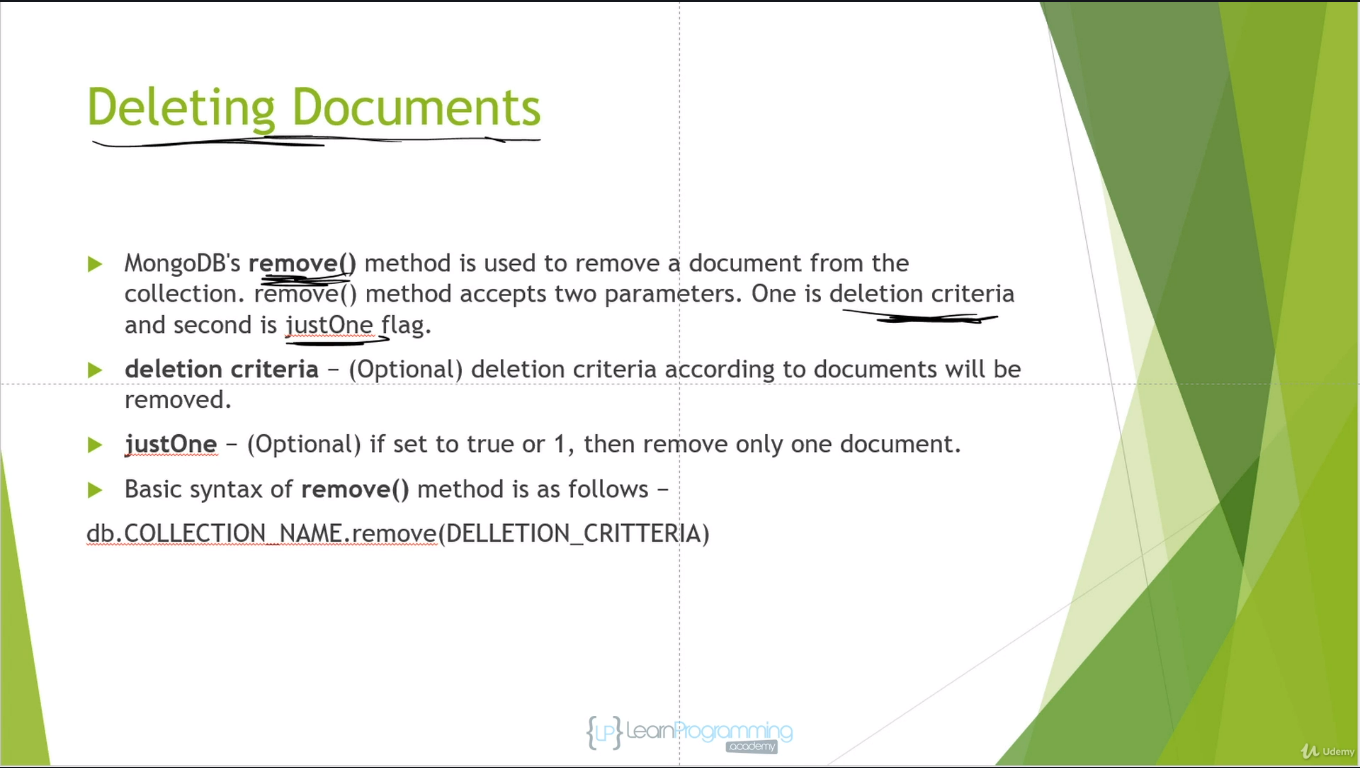 Deleting Documents
MongoDB's remove() method is used to remove a document from the
collection. remove() method accepts two parameters. One is deletion criteria
and second is justOne flag.
deletion criteria − (Optional) deletion criteria according to documents will be
removed.
justOne − (Optional) if set to true or 1, then remove only one document.
Basic syntax of remove() method is as follows −
db.COLLECTION_NAME.remove(DELLETION_CRITTERIA)
{LP} LearnProgramming
academy
Udemy